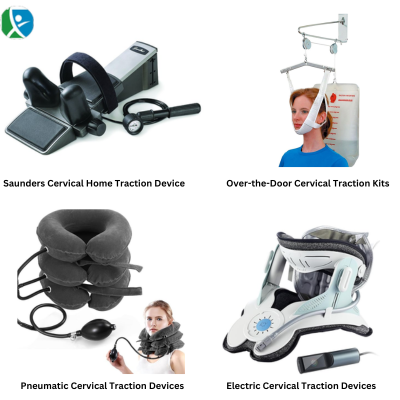 Saunders Cervical Home Traction Device
Over-the-Door Cervical Traction Kits
Pneumatic Cervical Traction Devices
Electric Cervical Traction Devices